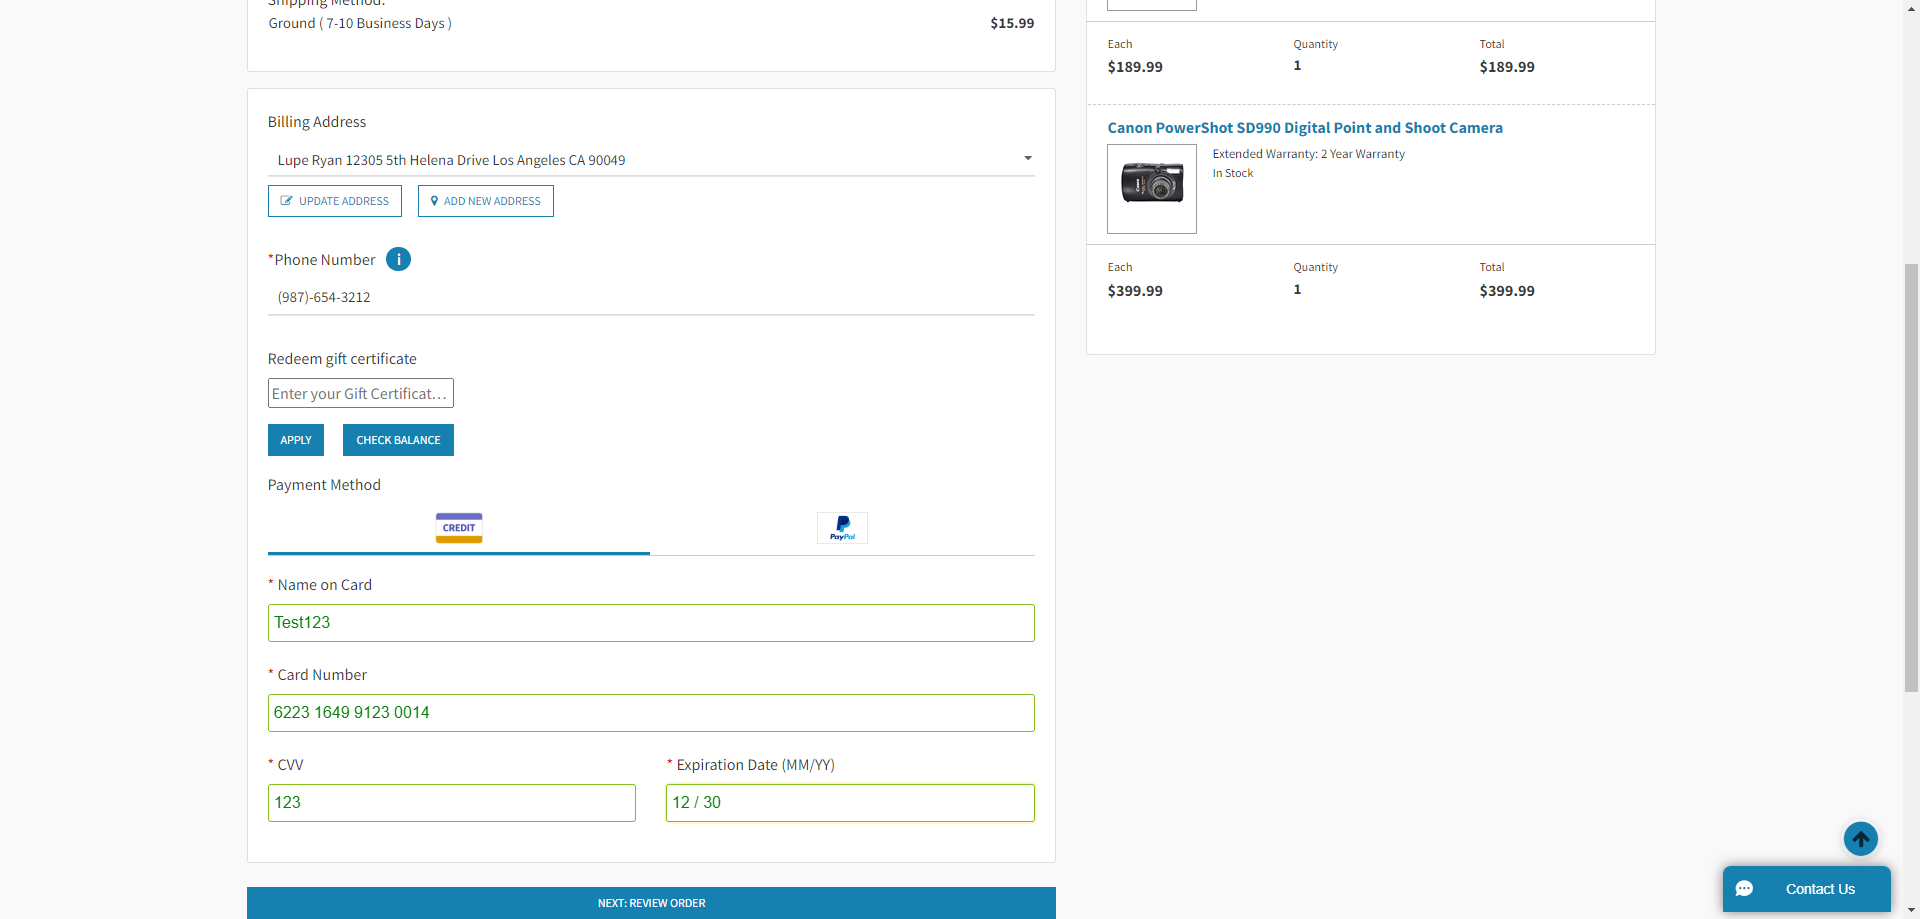 Shipping Method:
Ground ( 7-10 Business Days )
$15.99
Billing Address
Lupe Ryan 12305 5th Helena Drive Los Angeles CA 90049
UPDATE ADDRESS
ADD NEW ADDRESS
*Phone Number
i
(987)-654-3212
Redeem gift certificate
Enter your Gift Certificat…
APPLY
CHECK BALANCE
Payment Method
CREDIT
PayPal
* Name on Card
Test123
* Card Number
6223 1649 9123 0014
* CVV
* Expiration Date (MM/YY)
123
12 / 30
NEXT: REVIEW ORDER
Each Quantity Total
$189.99 1 $189.99
Canon PowerShot SD990 Digital Point and Shoot Camera
Extended Warranty: 2 Year Warranty
In Stock
Each Quantity Total
$399.99 1 $399.99
Contact Us